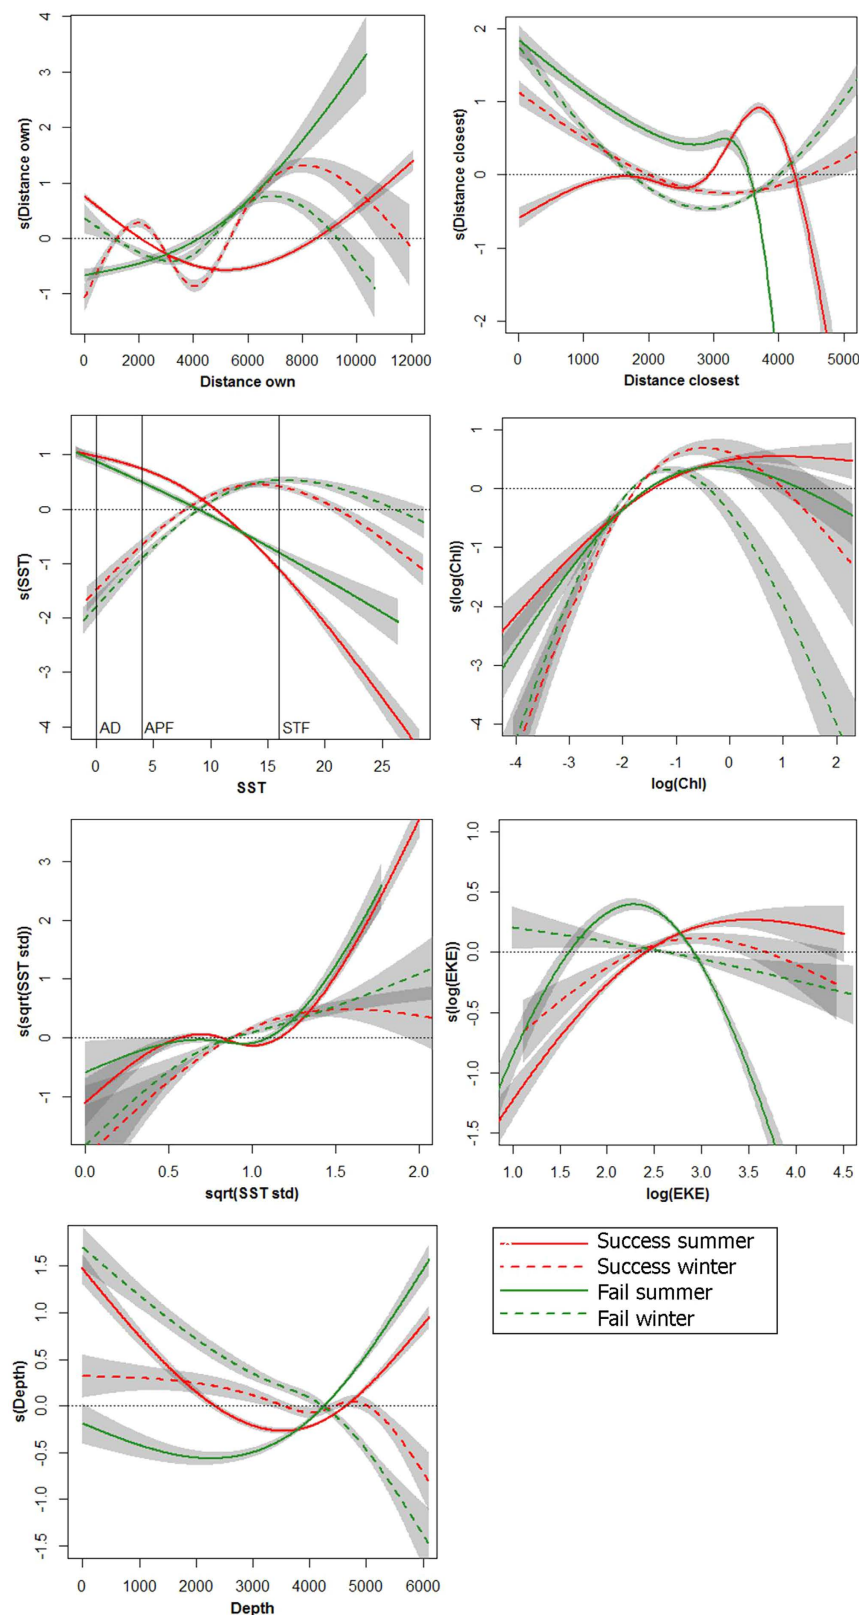 s(Distance own)
4
3
2
1
0
-1
0 2000 4000 6000 8000 10000 12000
Distance own
s(Distance closest)
2
1
0
-1
-2
0 1000 2000 3000 4000 5000
Distance closest
s(SST)
1
0
-1
-2
-3
-4
AD APF STF
0 5 10 15 20 25
SST
s(log(Chl))
1
0
-1
-2
-3
-4
-4 -3 -2 -1 0 1 2
log(Chl)
s(sqrt(SST std))
3
2
1
0
-1
0.0 0.5 1.0 1.5 2.0
sqrt(SST std)
s(log(EKE))
1.0
0.5
0.0
-0.5
-1.0
-1.5
1.0 1.5 2.0 2.5 3.0 3.5 4.0 4.5
log(EKE)
s(Depth)
1.5
1.0
0.5
0.0
-0.5
-1.0
-1.5
0 1000 2000 3000 4000 5000 6000
Depth
Success summer
Success winter
Fail summer
Fail winter